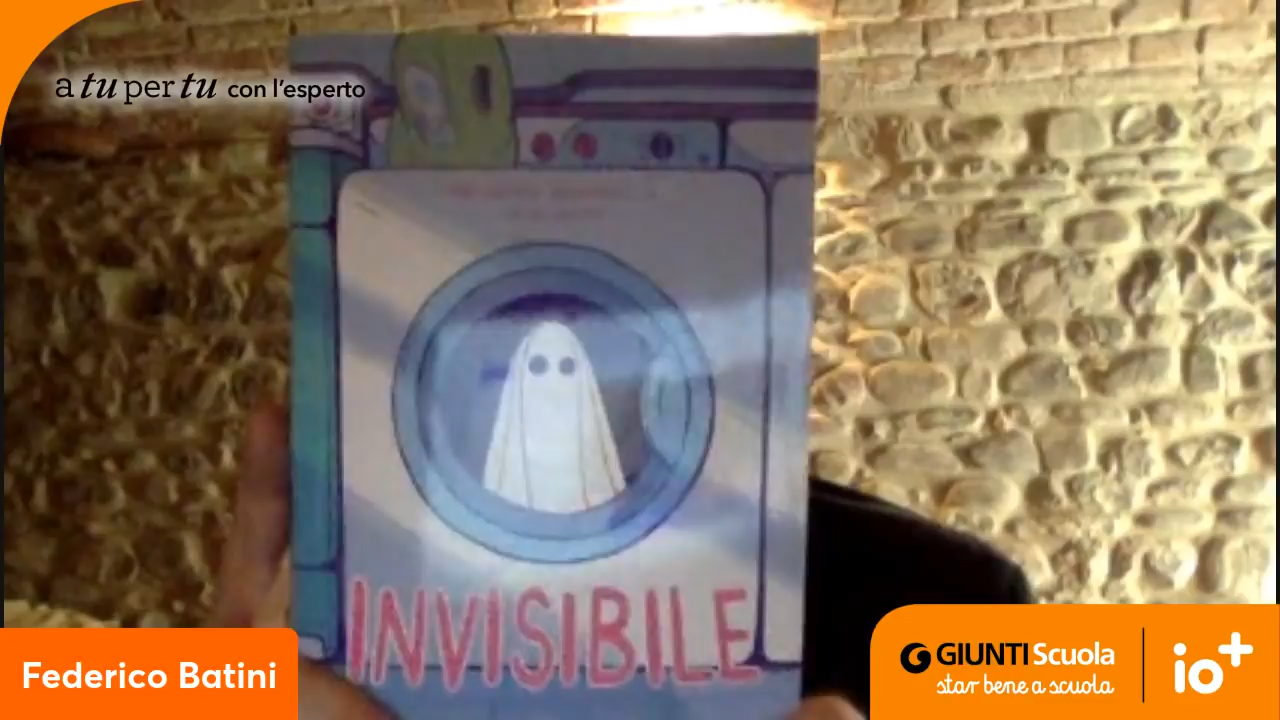 a tu per tu con l'esperto
INVISIBILE
Federico Batini
GIUNTI Scuola
star bene a scuola
io+